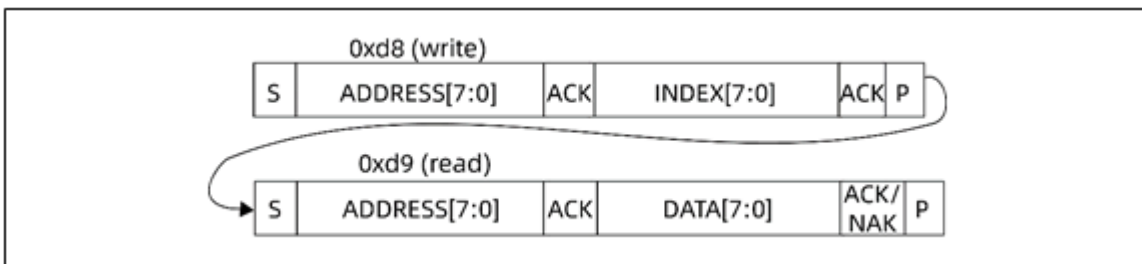 0xd8 (write)
S ADDRESS[7:0] ACK INDEX[7:0] ACK P
0xd9 (read)
S ADDRESS[7:0] ACK DATA[7:0] ACK/ NAK P